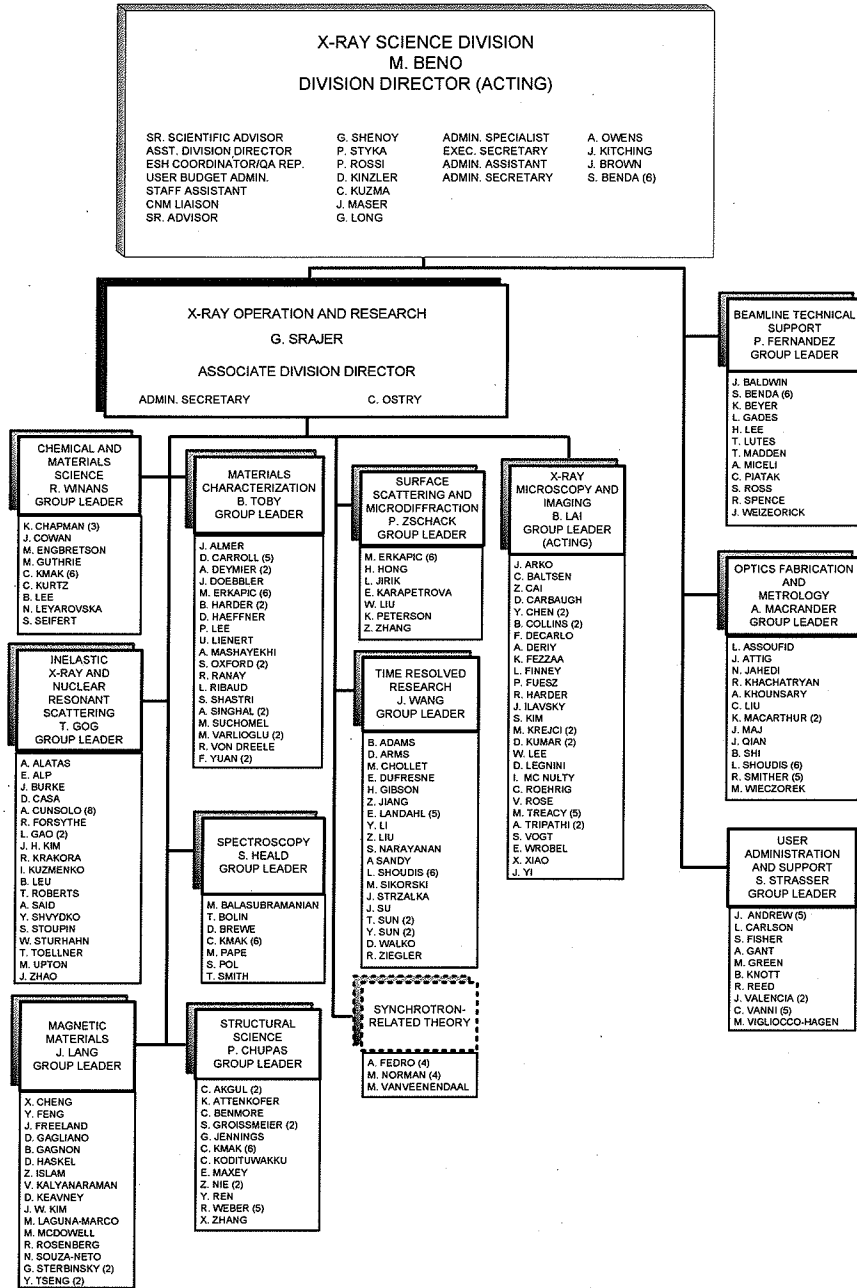 X-RAY SCIENCE DIVISION
M. BENO
DIVISION DIRECTOR (ACTING)
SR. SCIENTIFIC ADVISOR G. SHENOY ADMIN. SPECIALIST A. OWENS
ASST. DIVISION DIRECTOR P. STYKA EXEC. SECRETARY J. KITCHING
ESH COORDINATOR/QA REP. P. ROSSI ADMIN. ASSISTANT J. BROWN
USER BUDGET ADMIN. D. KINZLER ADMIN. SECRETARY S. BENDA (6)
STAFF ASSISTANT C. KUZMA
CNM LIAISON J. MASER
SR. ADVISOR G. LONG
X-RAY OPERATION AND RESEARCH
G. SRAJER
ASSOCIATE DIVISION DIRECTOR
ADMIN. SECRETARY C. OSTRY
CHEMICAL AND
MATERIALS
SCIENCE
R. WINANS
GROUP LEADER
K. CHAPMAN (3)
J. COWAN
M. ENGBRETSON
M. GUTHRIE
C. KMAK (6)
C. KURTZ
B. LEE
N. LEYAROVSKA
S. SEIFERT
INELASTIC
X-RAY AND
NUCLEAR
RESONANT
SCATTERING
T. GOG
GROUP LEADER
A. ALATAS
E. ALP
J. BURKE
D. CASA
A. CUNSOLO (8)
R. FORSYTHE
L. GAO (2)
J. H. KIM
R. KRAKORA
I. KUZMENKO
B. LEU
T. ROBERTS
A. SAID
Y. SHVYDKO
S. STOUPIN
W. STURHAHN
T. TOELLNER
M. UPTON
J. ZHAO
MAGNETIC
MATERIALS
J. LANG
GROUP LEADER
X. CHENG
Y. FENG
J. FREELAND
D. GAGLIANO
B. GAGNON
D. HASKEL
Z. ISLAM
V. KALYANARAMAN
D. KEAVNEY
J. W. KIM
M. LAGUNA-MARCO
M. MCDOWELL
R. ROSENBERG
N. SOUZA-NETO
G. STERBINSKY (2)
Y. TSENG (2)
MATERIALS
CHARACTERIZATION
B. TOBY
GROUP LEADER
J. ALMER
D. CARROLL (5)
A. DEYMIER (2)
J. DOEBBLER
M. ERKAPIC (6)
B. HARDER (2)
D. HAEFFNER
P. LEE
U. LIENERT
A. MASHAYEKHI
S. OXFORD (2)
R. RANAY
L. RIBAUD
S. SHASTRI
A. SINGHAL (2)
M. SUCHOMEL
M. VARLIOGLU (2)
R. VON DREELE
F. YUAN (2)
SPECTROSCOPY
S. HEALD
GROUP LEADER
M. BALASUBRAMANIAN
T. BOLIN
D. BREWE
C. KMAK (6)
M. PAPE
S. POL
T. SMITH
STRUCTURAL
SCIENCE
P. CHUPAS
GROUP LEADER
C. AKGUL (2)
K. ATTENKOFER
C. BENMORE
S. GROISSMEIER (2)
G. JENNINGS
C. KMAK (6)
C. KODITUWAKKU
E. MAXEY
Z. NIE (2)
Y. REN
R. WEBER (5)
X. ZHANG
SURFACE
SCATTERING AND
MICRODIFFRACTION
P. ZSCHACK
GROUP LEADER
M. ERKAPIC (6)
H. HONG
L. JIRIK
E. KARAPETROVA
W. LIU
K. PETERSON
Z. ZHANG
TIME RESOLVED
RESEARCH
J. WANG
GROUP LEADER
B. ADAMS
D. ARMS
M. CHOLLET
E. DUFRESNE
H. GIBSON
Z. JIANG
E. LANDAHL (5)
Y. LI
Z. LIU
S. NARAYANAN
A SANDY
L. SHOUDIS (6)
M. SIKORSKI
J. STRZALKA
J. SU
T. SUN (2)
Y. SUN (2)
D. WALKO
R. ZIEGLER
SYNCHROTRON-
RELATED THEORY
A. FEDRO (4)
M. NORMAN (4)
M. VANVEENENDAAL
X-RAY
MICROSCOPY AND
IMAGING
B. LAI
GROUP LEADER
(ACTING)
J. ARKO
C. BALTSEN
Z. CAI
D. CARBAUGH
Y. CHEN (2)
B. COLLINS (2)
F. DECARLO
A. DERIY
K. FEZZAA
L. FINNEY
P. FUESZ
R. HARDER
J. ILAVSKY
S. KIM
M. KREJCI (2)
D. KUMAR (2)
W. LEE
D. LEGNINI
I. MC NULTY
C. ROEHRIG
V. ROSE
M. TREACY (5)
A. TRIPATHI (2)
S. VOGT
E. WROBEL
X. XIAO
J. YI
BEAMLINE TECHNICAL
SUPPORT
P. FERNANDEZ
GROUP LEADER
J. BALDWIN
S. BENDA (6)
K. BEYER
L. GADES
H. LEE
T. LUTES
T. MADDEN
A. MICELI
C. PIATAK
S. ROSS
R. SPENCE
J. WEIZEORICK
OPTICS FABRICATION
AND
METROLOGY
A. MACRANDER
GROUP LEADER
L. ASSOUFID
J. ATTIG
N. JAHEDI
R. KHACHATRYAN
A. KHOUNSARY
C. LIU
K. MACARTHUR (2)
J. MAJ
J. QIAN
B. SHI
L. SHOUDIS (6)
R. SMITHER (5)
M. WIECZOREK
USER
ADMINISTRATION
AND SUPPORT
S. STRASSER
GROUP LEADER
J. ANDREW (5)
L. CARLSON
S. FISHER
A. GANT
M. GREEN
B. KNOTT
R. REED
J. VALENCIA (2)
C. VANNI (5)
M. VIGLIOCCO-HAGEN